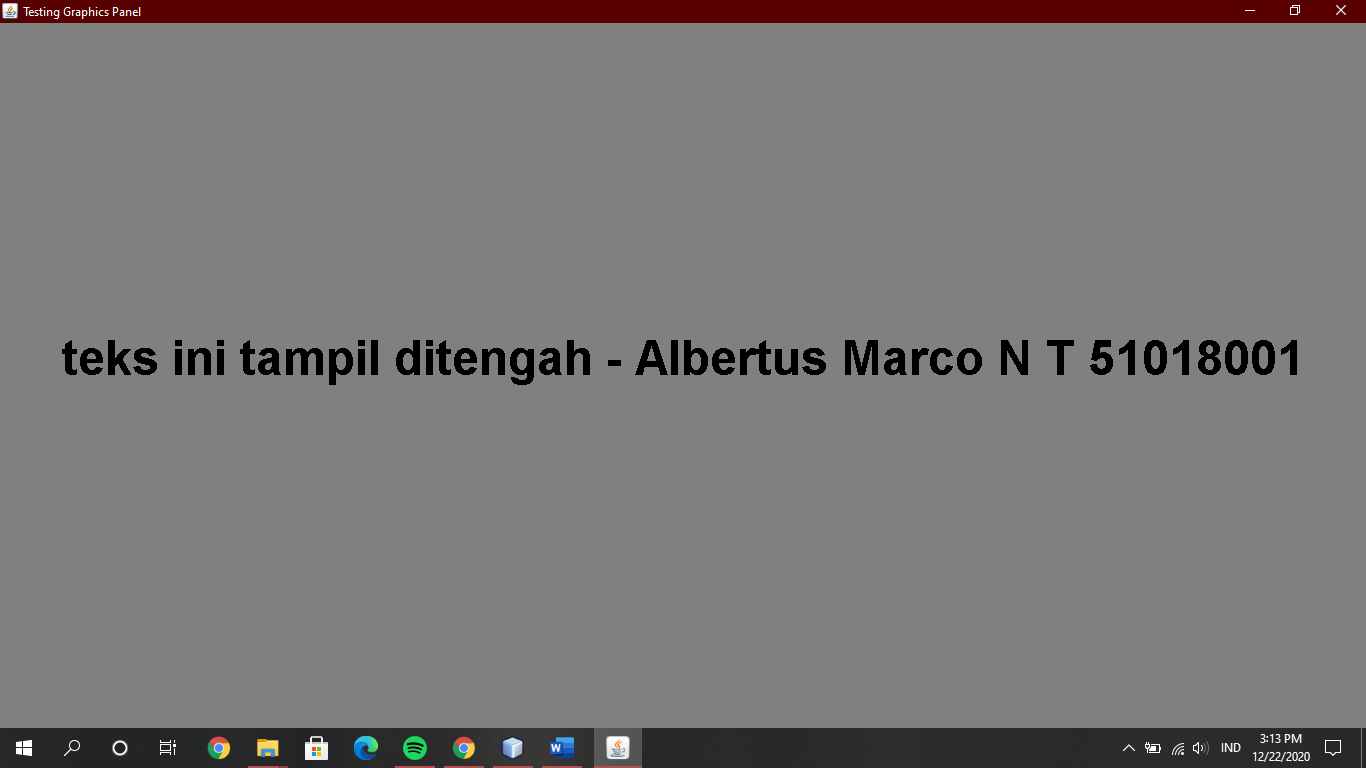 Testing Graphics Panel
teks ini tampil ditengah - Albertus Marco N T 51018001
IND
3:13 PM
12/22/2020